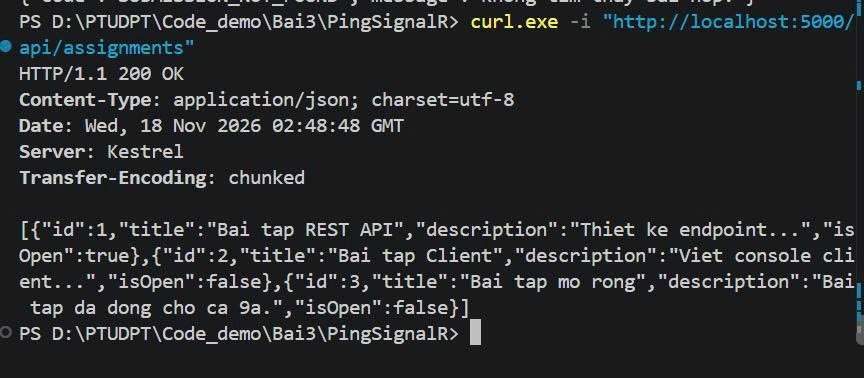 PS D:\PTUDPT\Code_demo\Bai3\PingSignalR> curl.exe -i "http://localhost:5000/
api/assignments"
HTTP/1.1 200 OK
Content-Type: application/json; charset=utf-8
Date: Wed, 18 Nov 2026 02:48:48 GMT
Server: Kestrel
Transfer-Encoding: chunked
[{"id":1,"title":"Bai tap REST API","description":"Thiet ke endpoint...","is
Open":true},{"id":2,"title":"Bai tap Client","description":"Viet console cli
ent...","isOpen":false},{"id":3,"title":"Bai tap mo rong","description":"Bai
 tap da dong cho ca 9a.","isOpen":false}]
PS D:\PTUDPT\Code_demo\Bai3\PingSignalR>